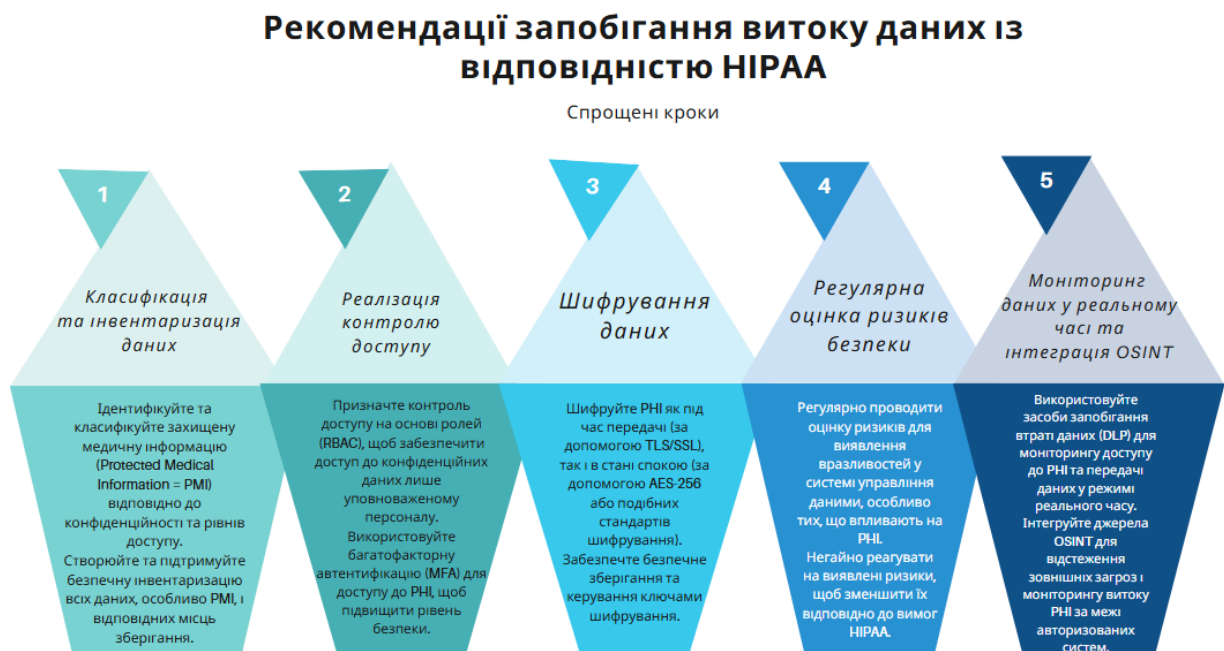 Рекомендації запобігання витоку даних із
відповідністю HIPAA
Спрощені кроки
1
Класифікація
та інвентаризація
даних
Ідентифікуйте та
класифікуйте захищену
медичну інформацію
(Protected Medical
Information = PMI)
відповідно до
конфіденційності та рівнів
доступу.
Створюйте та підтримуйте
безпечну інвентаризацію
всіх даних, особливо PMI, і
відповідних місць
зберігання.
2
Реалізація
контролю
доступу
Призначте контроль
доступу на основі ролей
(RBAC), щоб забезпечити
доступ до конфіденційних
даних лише
уповноваженому
персоналу.
Використовуйте
багатофакторну
автентифікацію (MFA) для
доступу до PHI, щоб
підвищити рівень
безпеки.
3
Шифрування
даних
Шифруйте PHI як під
час передачі (за
допомогою TLS/SSL),
так і в стані спокою (за
допомогою AES-256
або подібних
стандартів
шифрування).
Забезпечте безпечне
зберігання та
керування ключами
шифрування.
4
Регулярна
оцінка ризиків
безпеки
Регулярно проводити
оцінку ризиків для
виявлення
вразливостей у
системі управління
даними, особливо
тих, що впливають на
PHI.
Негайно реагувати
на виявлені ризики,
щоб зменшити їх
відповідно до вимог
HIPAA.
5
Моніторинг
даних у реальному
часі та
інтеграція OSINT
Використовуйте
засоби запобігання
втраті даних (DLP) для
моніторингу доступу
до PHI та передачі
даних у режимі
реального часу.
Інтегруйте джерела
OSINT для
відстеження
зовнішніх загроз і
моніторингу витоку
PHI за межі
авторизованих
систем.